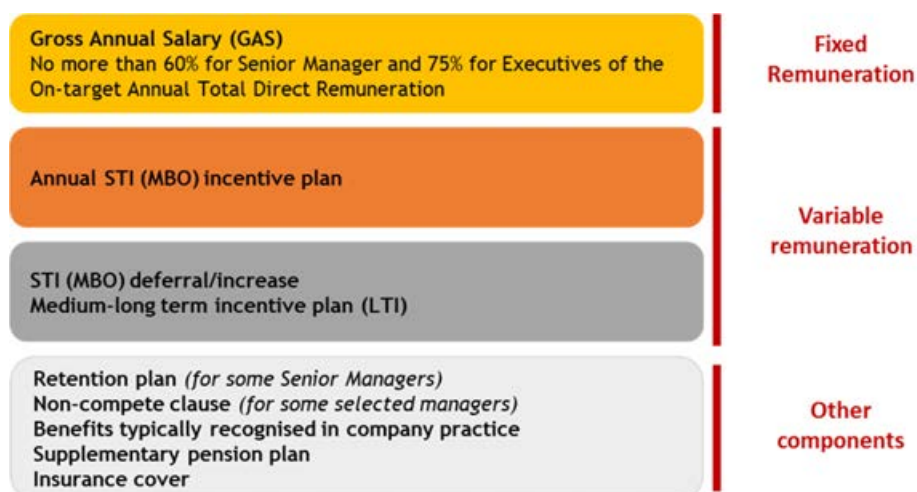 Gross Annual Salary (GAS)
No more than 60% for Senior Manager and 75% for Executives of the
On-target Annual Total Direct Remuneration
Fixed
Remuneration
Annual STI (MBO) incentive plan
STI (MBO) deferral/increase
Medium-long term incentive plan (LTI)
Variable
remuneration
Retention plan (for some Senior Managers)
Non-compete clause (for some selected managers)
Benefits typically recognised in company practice
Supplementary pension plan
Insurance cover
Other
components